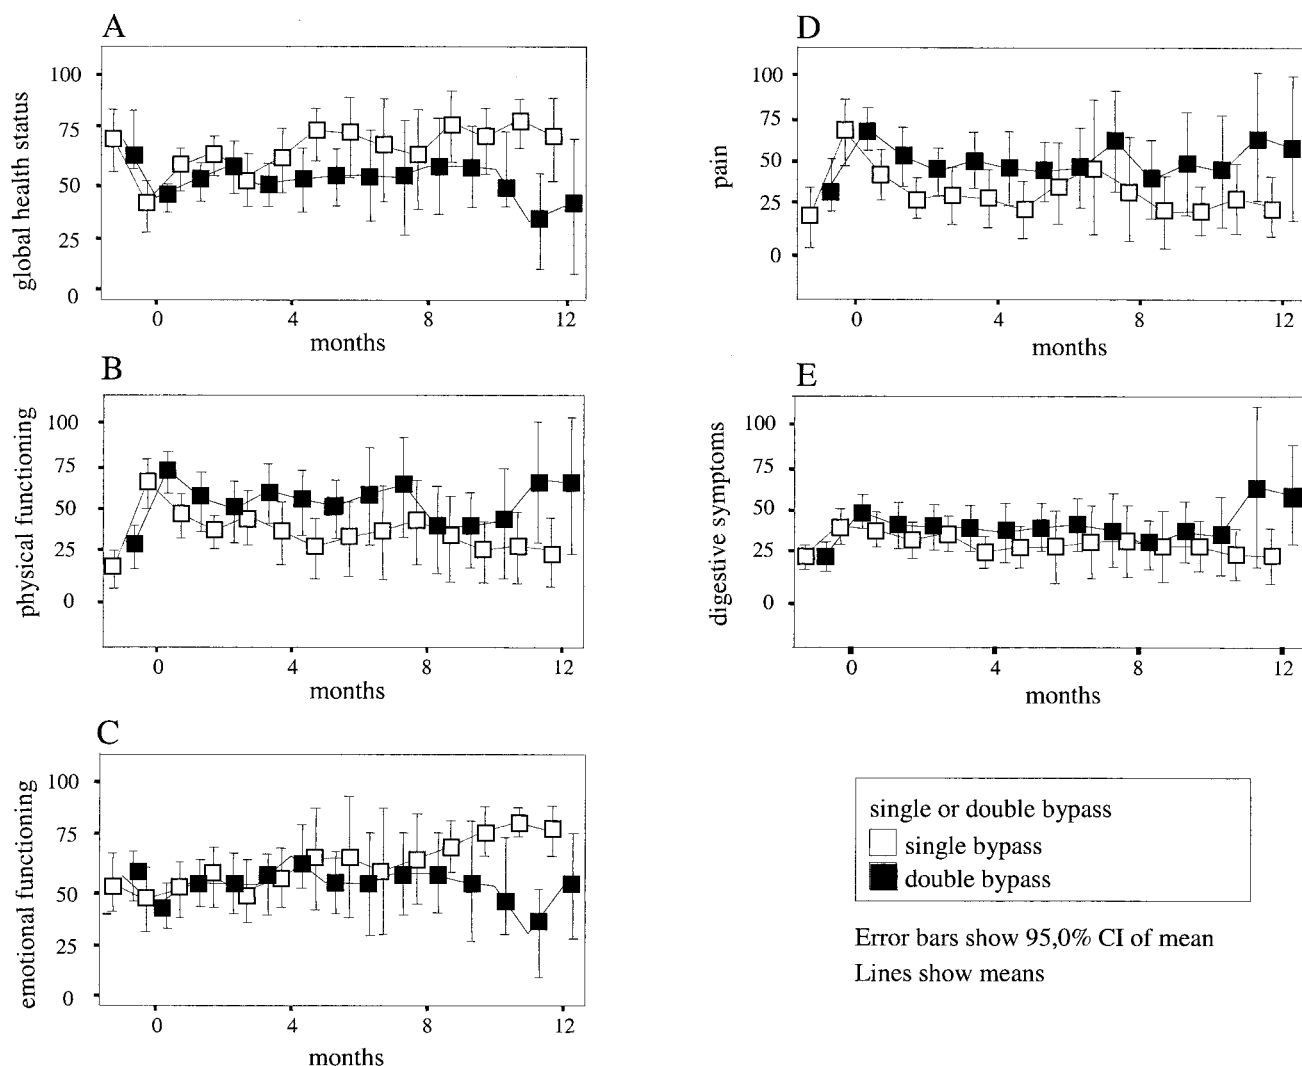 A
global health status
100
75
50
25
0
0 4 8 12
months
B
physical functioning
100
75
50
25
0
0 4 8 12
months
C
emotional functioning
100
75
50
25
0
0 4 8 12
months
D
pain
100
75
50
25
0
0 4 8 12
months
E
digestive symptoms
100
75
50
25
0
0 4 8 12
months
single or double bypass
single bypass
double bypass
Error bars show 95,0% CI of mean
Lines show means